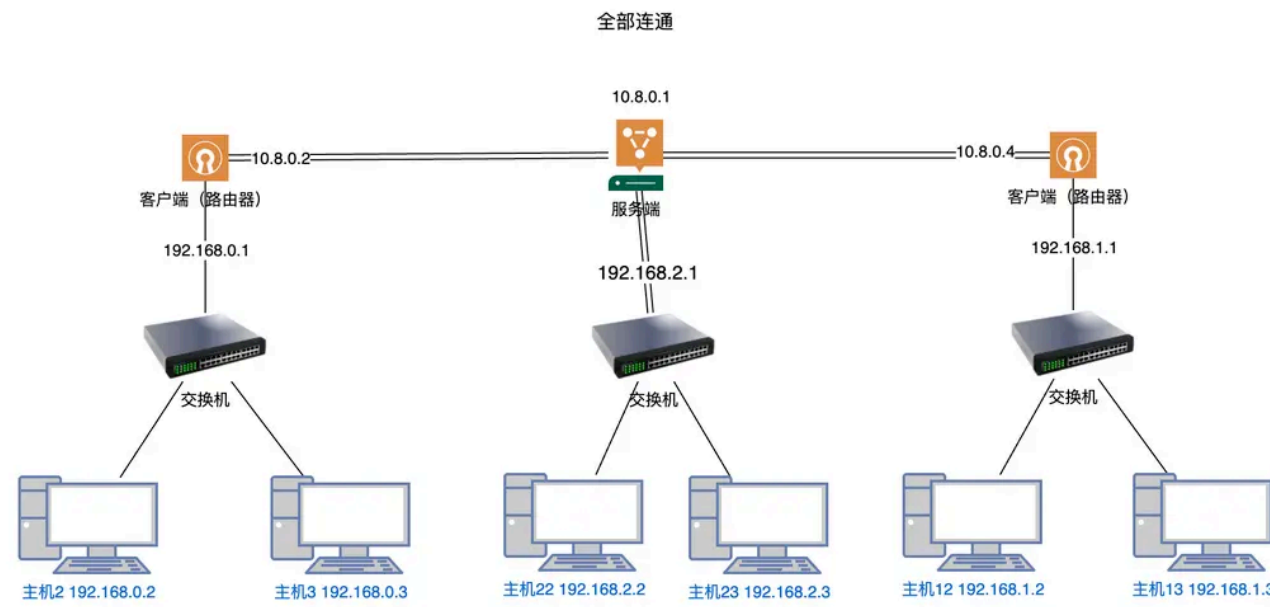 全部连通
10.8.0.1
10.8.0.2
10.8.0.4
客户端（路由器）
服务端
客户端（路由器）
192.168.0.1
192.168.2.1
192.168.1.1
交换机
交换机
交换机
主机2 192.168.0.2
主机3 192.168.0.3
主机22 192.168.2.2
主机23 192.168.2.3
主机12 192.168.1.2
主机13 192.168.1.3